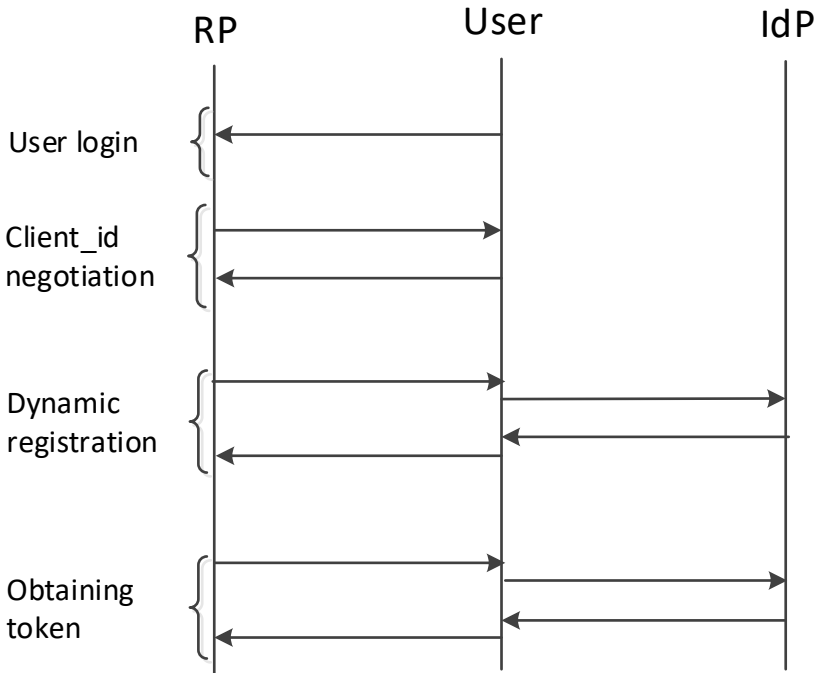 RP
User
IdP
User login
Client_id
negotiation
Dynamic
registration
Obtaining
token